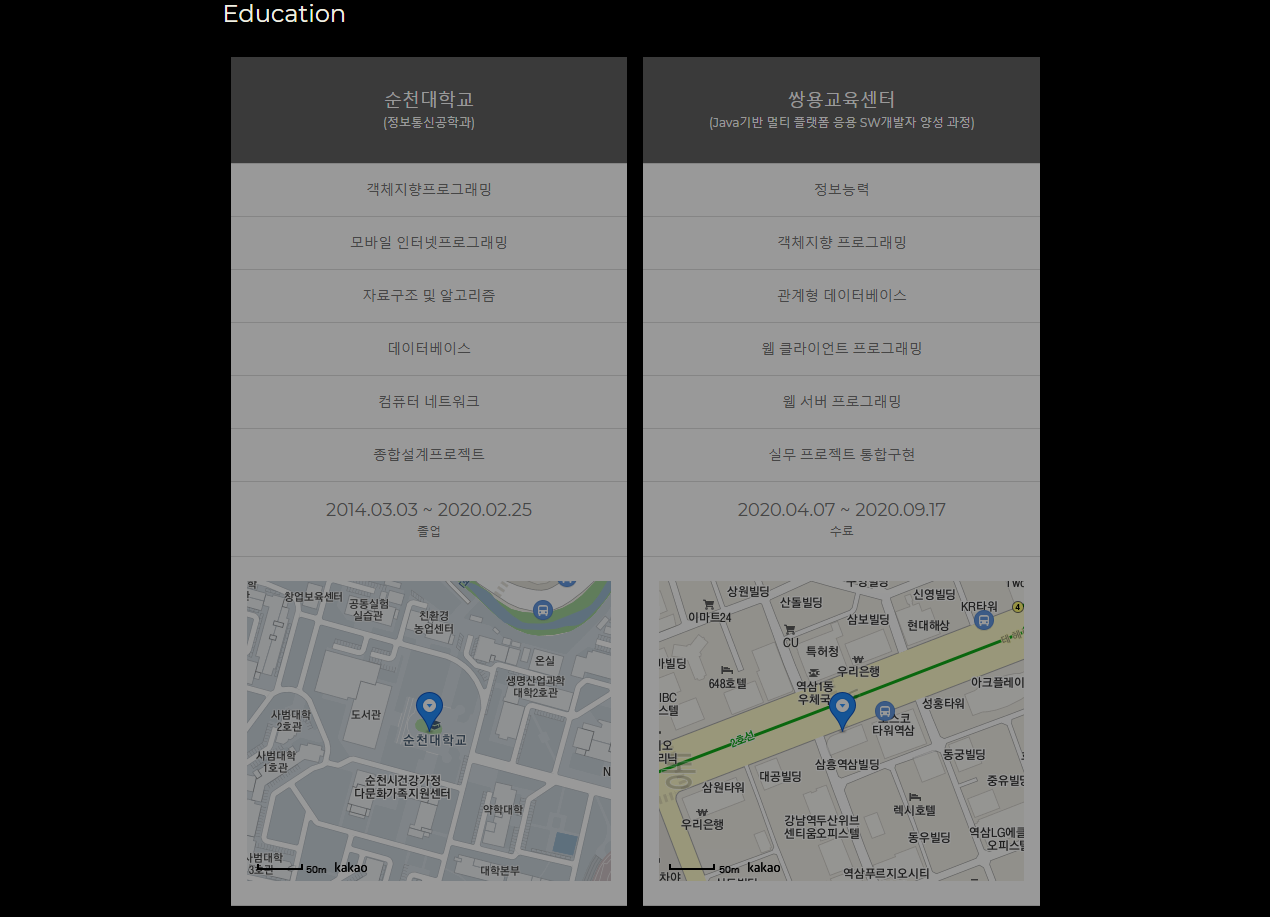 Education
순천대학교
(정보통신공학과)
객체지향프로그래밍
모바일 인터넷프로그래밍
자료구조 및 알고리즘
데이터베이스
컴퓨터 네트워크
종합설계프로젝트
2014.03.03 ~ 2020.02.25
졸업
창업보육센터
공동실험
실습관
친환경
농업센터
온실
생명산업과학
대학2호관
사범대학
2호관
도서관
순천대학교
사범대학
1호관
순천시건강가정
다문화가족지원센터
N
약학대학
사범대학
3호관
50m
kakao
대학본부
쌍용교육센터
(Java기반 멀티 플랫폼 응용 SW개발자 양성 과정)
정보능력
객체지향 프로그래밍
관계형 데이터베이스
웹 클라이언트 프로그래밍
웹 서버 프로그래밍
실무 프로젝트 통합구현
2020.04.07 ~ 2020.09.17
수료
상원빌딩
신영빌딩
산돌빌딩
KR타워
4
이마트24
삼보빌딩
현대해상
CU
특허청
우리은행
648호텔
역삼1동
우체국
아크플레이
IBC
스텔
성홍타워
타워역삼
2호선
삼흥역삼빌딩
동궁빌딩
대공빌딩
중유빌딩
삼원타워
렉시호텔
우리은행
강남역두산위브
센티움오피스텔
동우빌딩
역삼LG에클
오피스텔
50m
kakao
역삼푸르지오시티